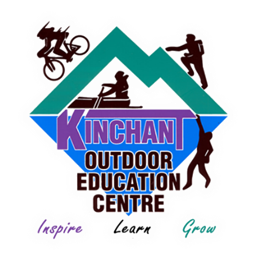 KINCHANT
OUTDOOR
EDUCATION
CENTRE
Inspire Learn Grow